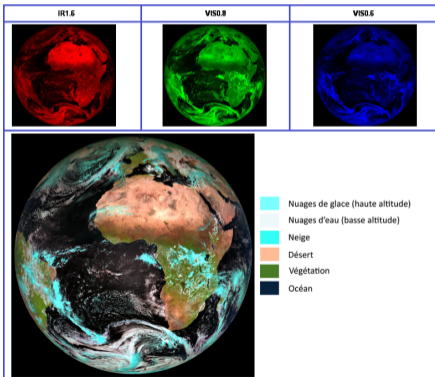 IR1.6 VIS0.8 VIS0.6
Nuages de glace (haute altitude)
Nuages d'eau (basse altitude)
Neige
Désert
Végétation
Océan